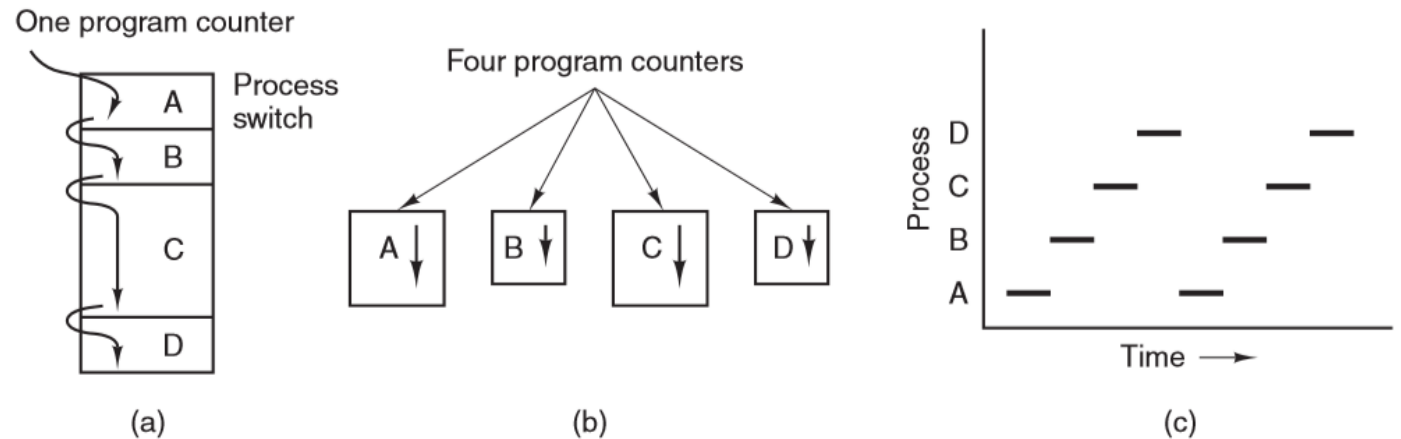 One program counter
Process
switch
A
B
C
D
(a)
Four program counters
A
B
C
D
(b)
Process
D
C
B
A
Time
(c)